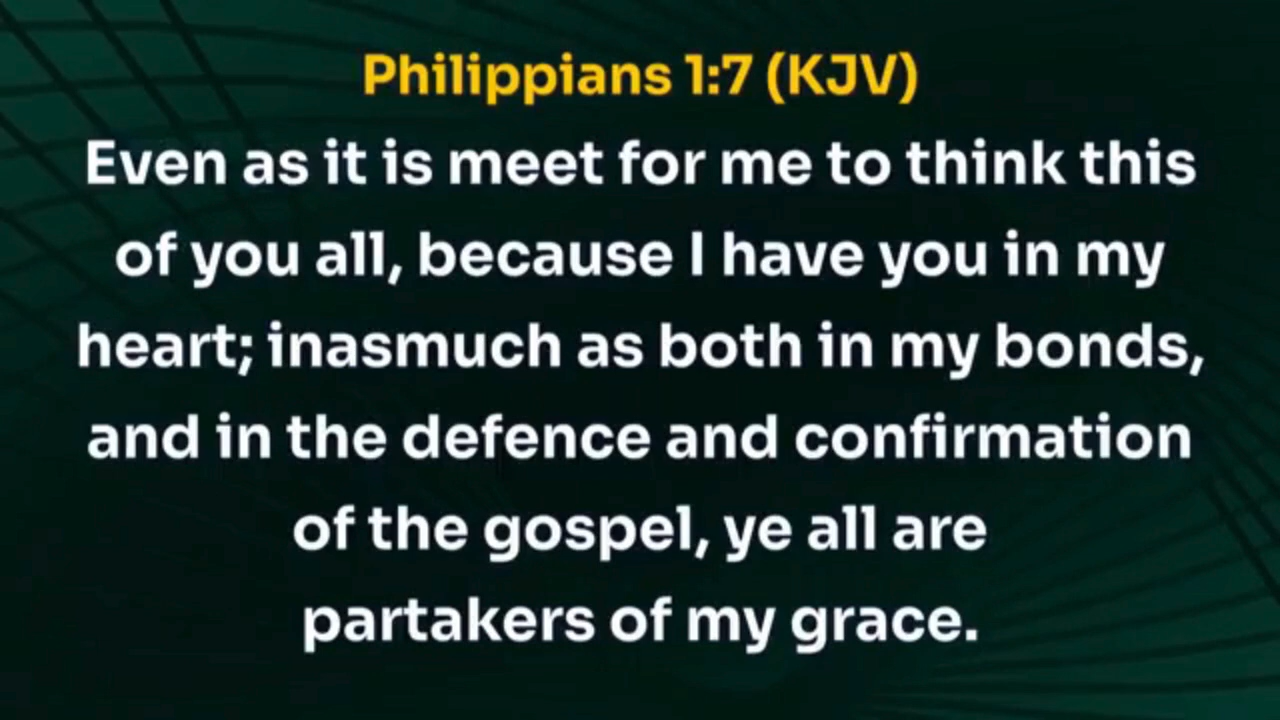 Philippians 1:7 (KJV)
Even as it is meet for me to think this
of you all, because I have you in my
heart; inasmuch as both in my bonds,
and in the defence and confirmation
of the gospel, ye all are
partakers of my grace.